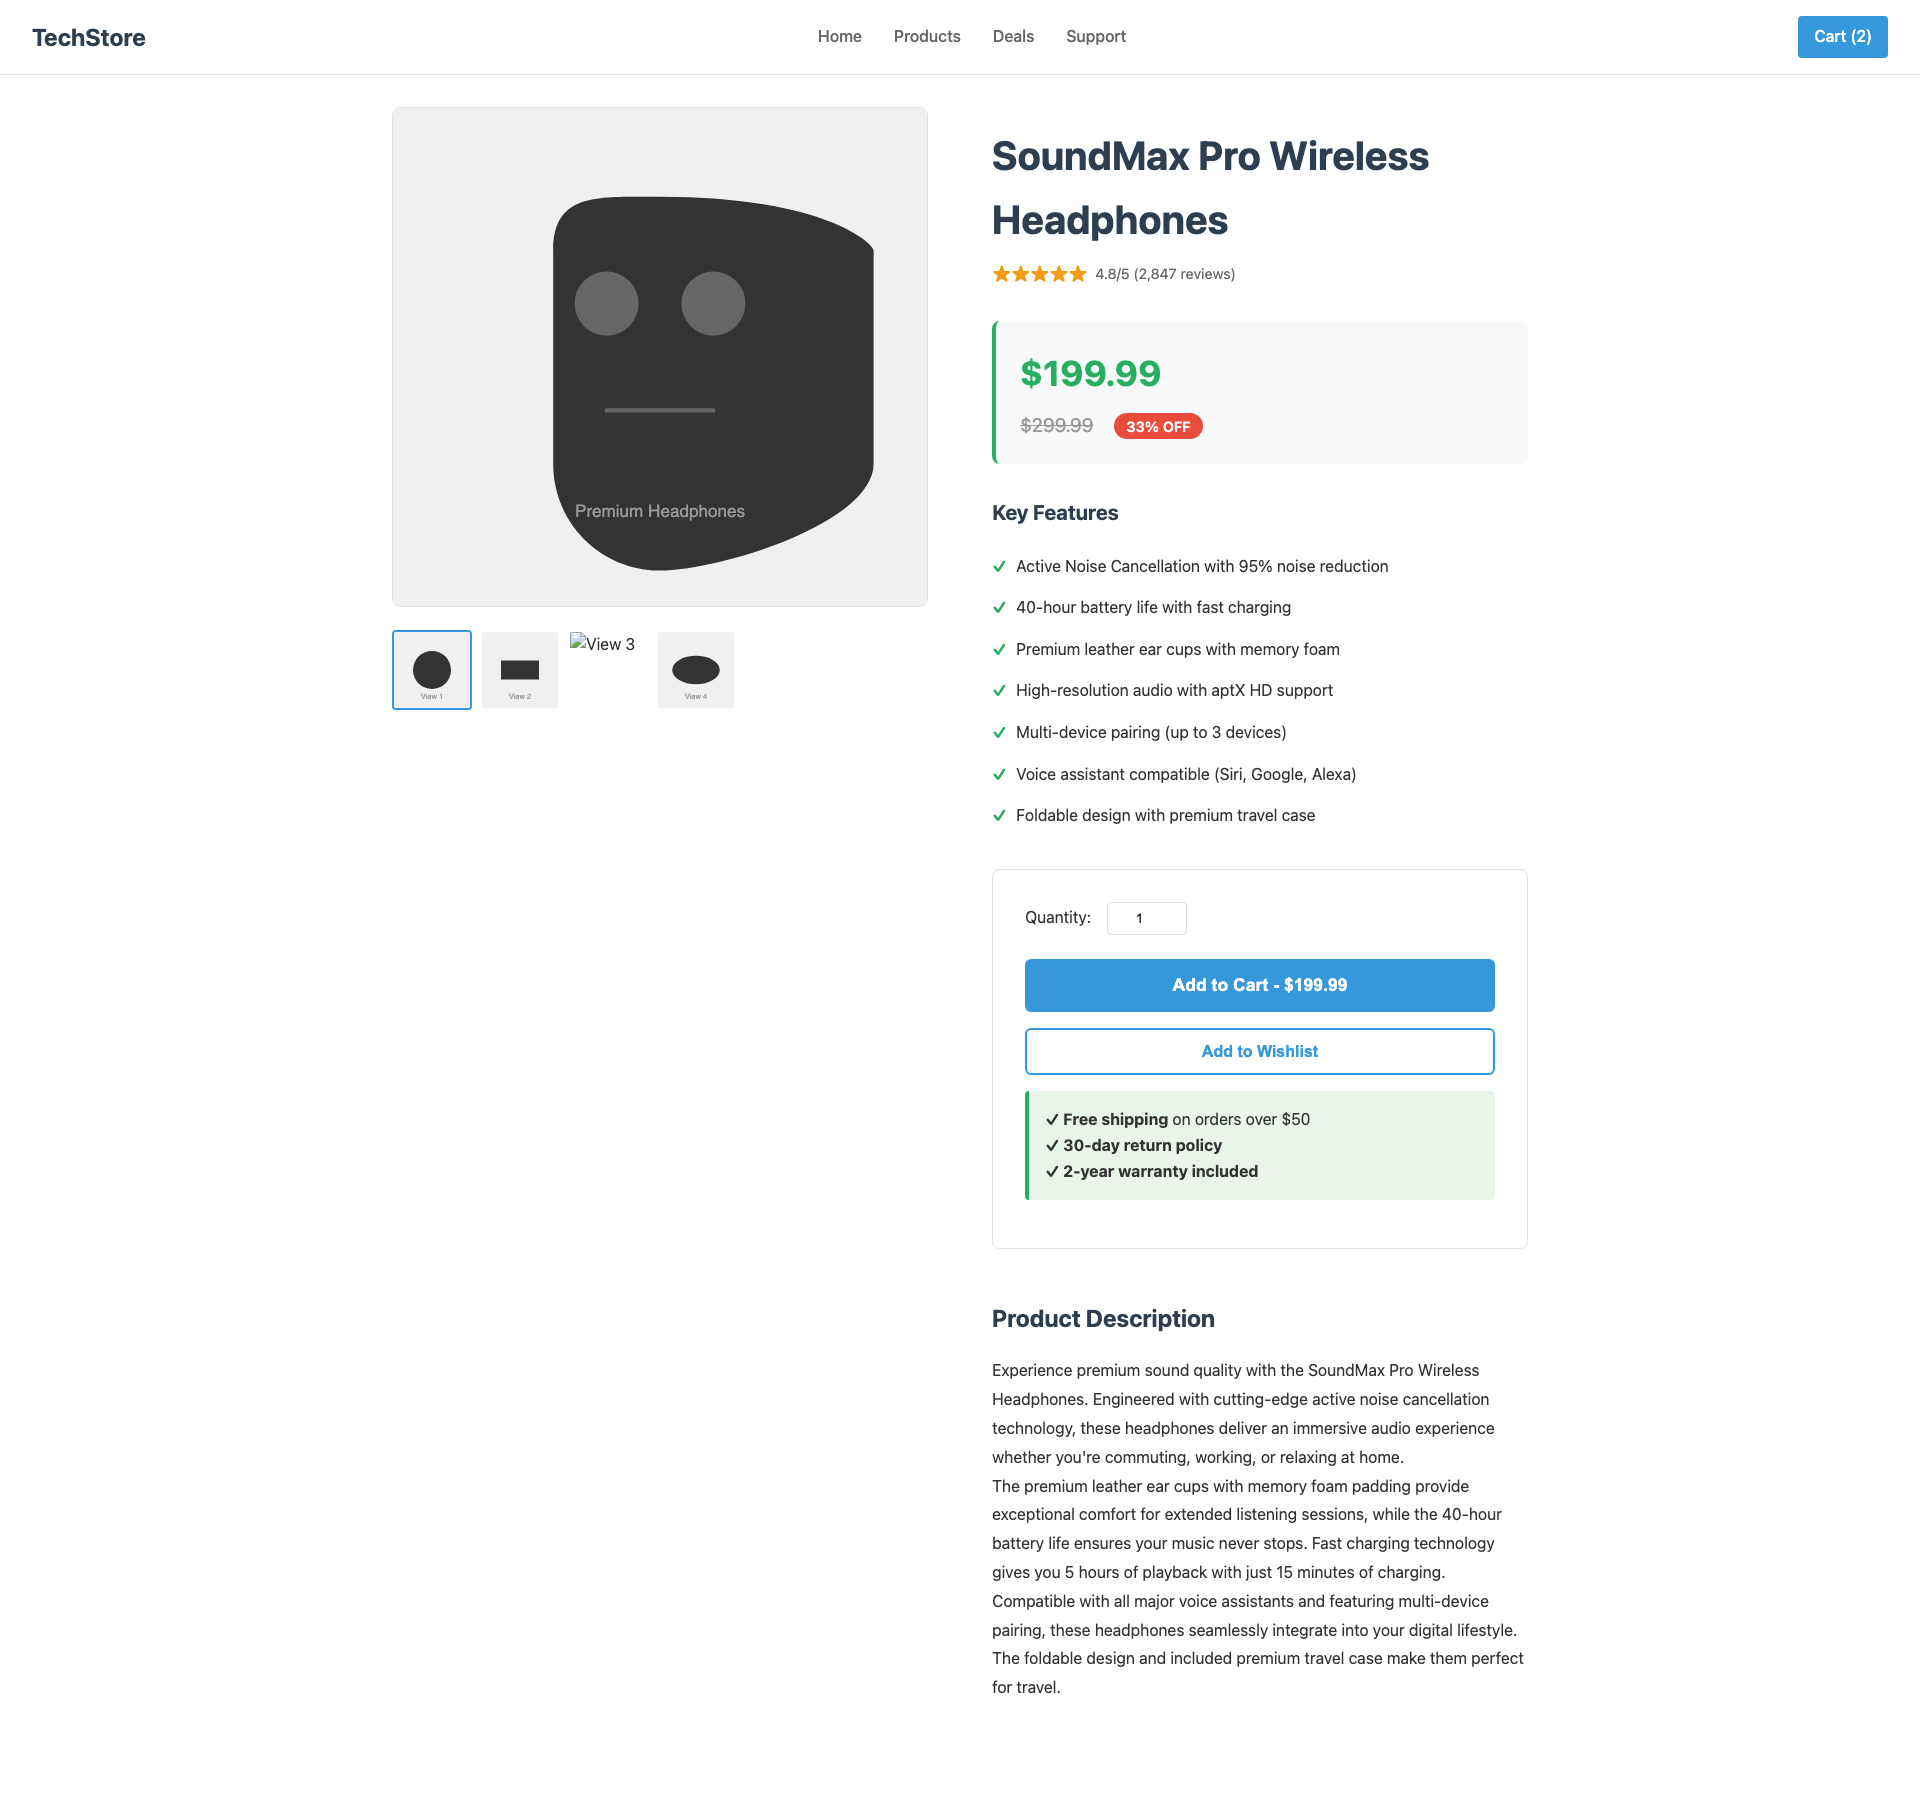 TechStore
Home
Products
Deals
Support
Cart (2)
Premium Headphones
View 1
View 2
View 3
View 4
SoundMax Pro Wireless
Headphones
4.8/5 (2,847 reviews)
$199.99
$299.99
33% OFF
Key Features
Active Noise Cancellation with 95% noise reduction
40-hour battery life with fast charging
Premium leather ear cups with memory foam
High-resolution audio with aptX HD support
Multi-device pairing (up to 3 devices)
Voice assistant compatible (Siri, Google, Alexa)
Foldable design with premium travel case
Quantity:
1
Add to Cart - $199.99
Add to Wishlist
✓ Free shipping on orders over $50
✓ 30-day return policy
✓ 2-year warranty included
Product Description
Experience premium sound quality with the SoundMax Pro Wireless
Headphones. Engineered with cutting-edge active noise cancellation
technology, these headphones deliver an immersive audio experience
whether you're commuting, working, or relaxing at home.
The premium leather ear cups with memory foam padding provide
exceptional comfort for extended listening sessions, while the 40-hour
battery life ensures your music never stops. Fast charging technology
gives you 5 hours of playback with just 15 minutes of charging.
Compatible with all major voice assistants and featuring multi-device
pairing, these headphones seamlessly integrate into your digital lifestyle.
The foldable design and included premium travel case make them perfect
for travel.